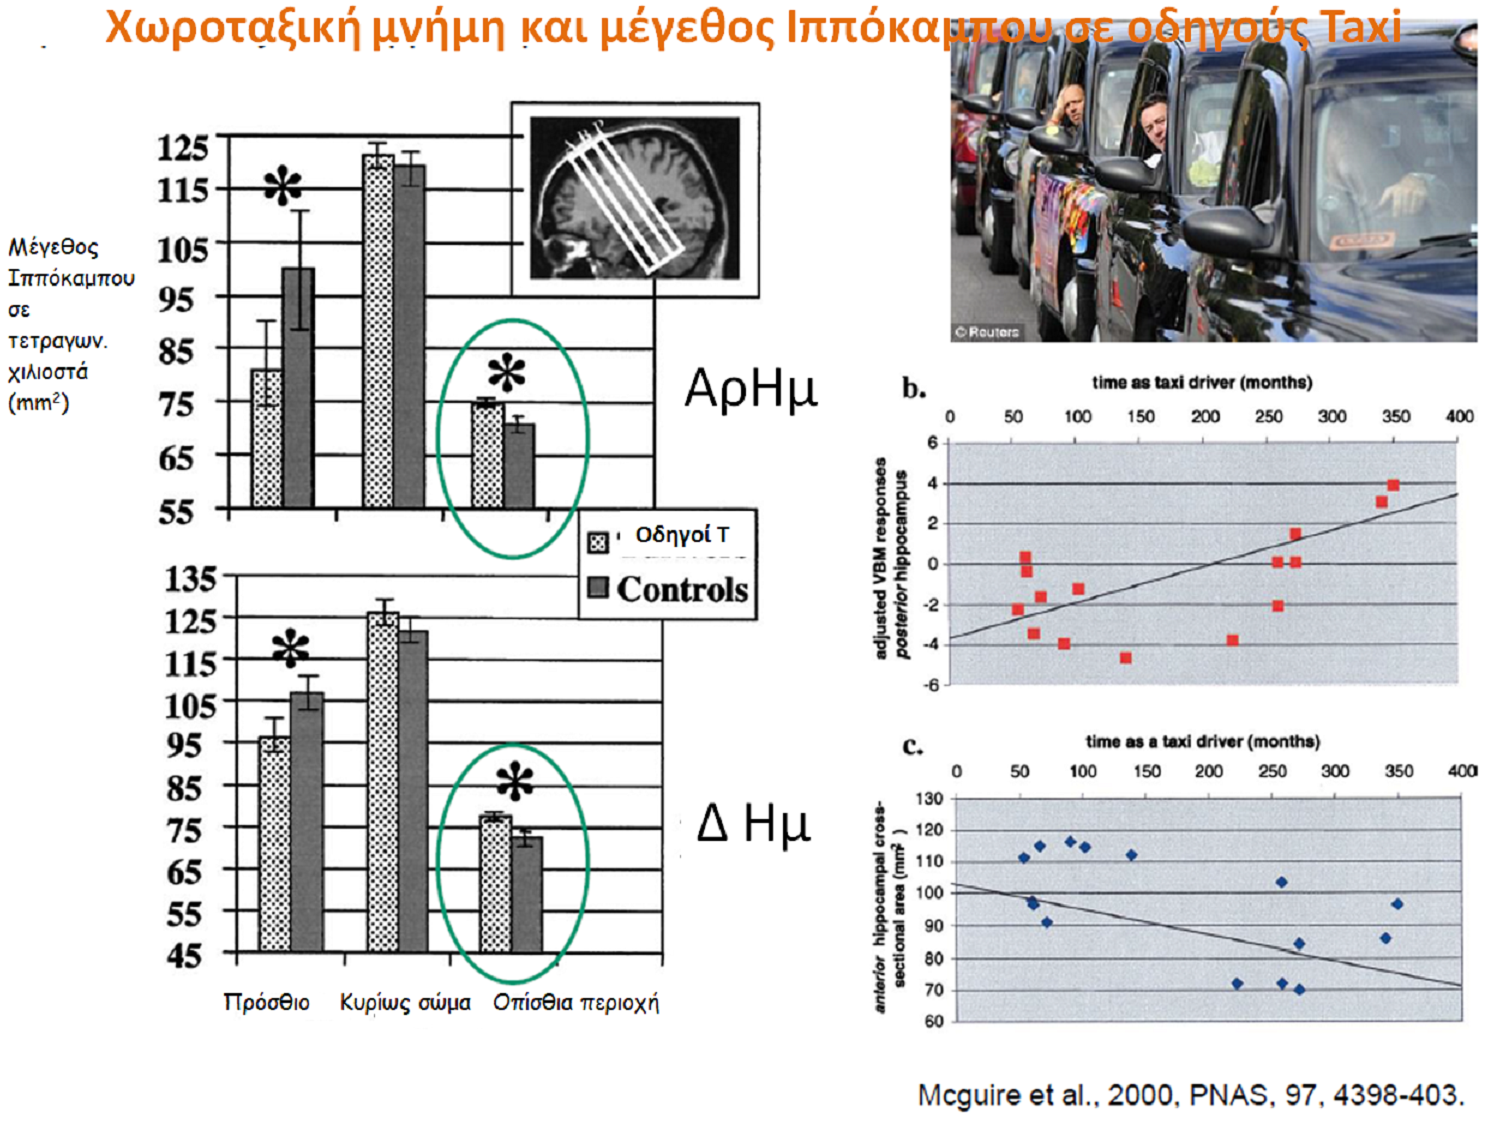 Χωροταξική μνήμη και μέγεθος Ιππόκαμπου σε οδηγούς Taxi
Μέγεθος
Ιππόκαμπου
σε
τετραγων.
χιλιοστά
(mm²)
125
115
105
95
85
75
65
55
*
*
A B P
ΑρΗμ
Οδηγοί Τ
Controls
135
125
115
105
95
85
75
65
55
45
*
*
Δ Ημ
Πρόσθιο Κυρίως σώμα Οπίσθια περιοχή
© Reuters
b.
time as taxi driver (months)
0 50 100 150 200 250 300 350 400
6
4
2
0
-2
-4
-6
adjusted VBM responses
posterior hippocampus
c.
time as a taxi driver (months)
0 50 100 150 200 250 300 350 400
130
120
110
100
90
80
70
60
anterior hippocampal cross-
sectional area (mm² )
Mcguire et al., 2000, PNAS, 97, 4398-403.